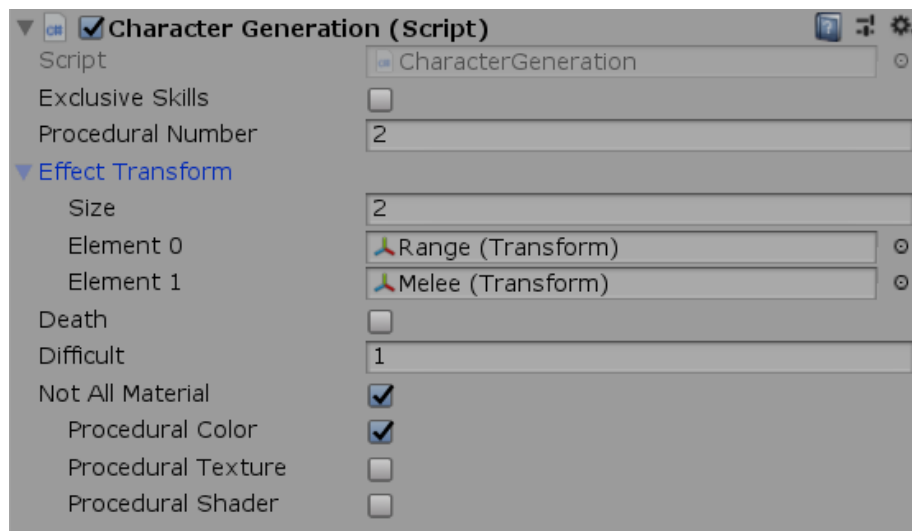 Character Generation (Script)
Script CharacterGeneration
Exclusive Skills
Procedural Number 2
Effect Transform
Size 2
Element 0 Range (Transform)
Element 1 Melee (Transform)
Death
Difficult 1
Not All Material
Procedural Color
Procedural Texture
Procedural Shader